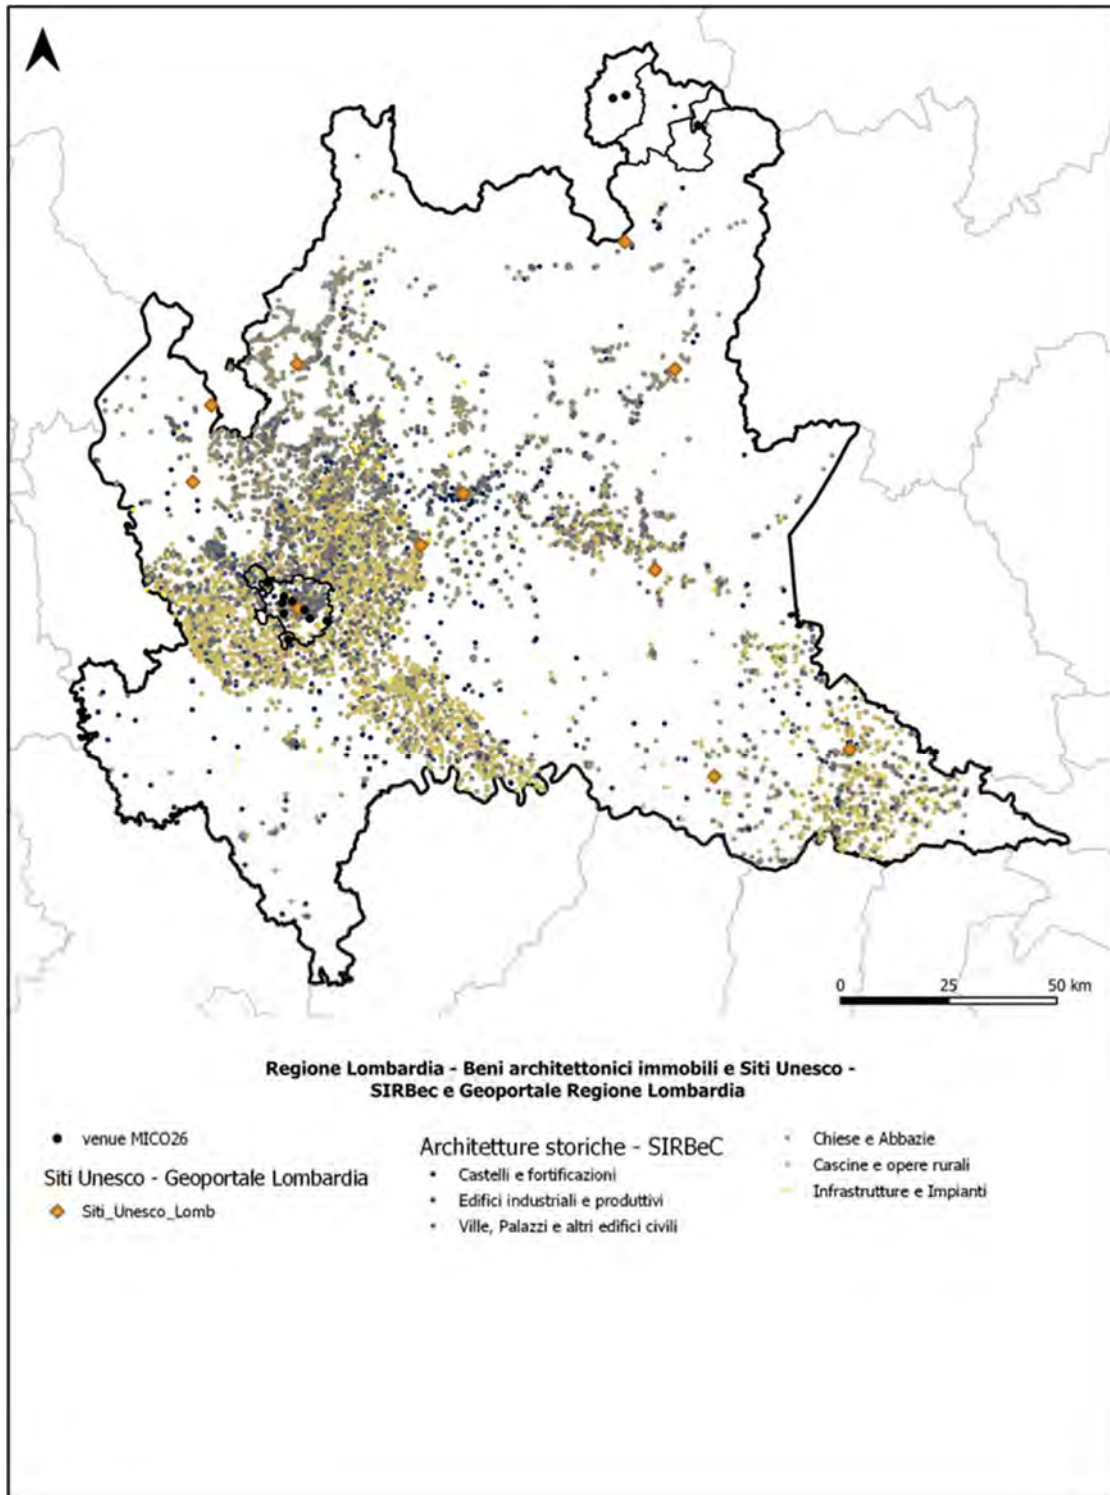 0 25 50 km
Regione Lombardia - Beni architettonici immobili e Siti Unesco -
SIRBec e Geoportale Regione Lombardia
venue MICO26
Siti Unesco - Geoportale Lombardia
Siti_Unesco_Lomb
Architetture storiche - SIRBeC
Castelli e fortificazioni
Edifici industriali e produttivi
Ville, Palazzi e altri edifici civili
Chiese e Abbazie
Cascine e opere rurali
Infrastrutture e Impianti